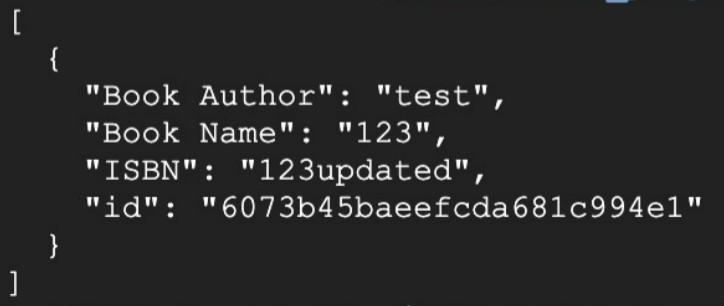 [
{
"Book Author": "test",
"Book Name": "123",
"ISBN": "123updated",
"id": "6073b45baeefcda681c994e1"
}
]